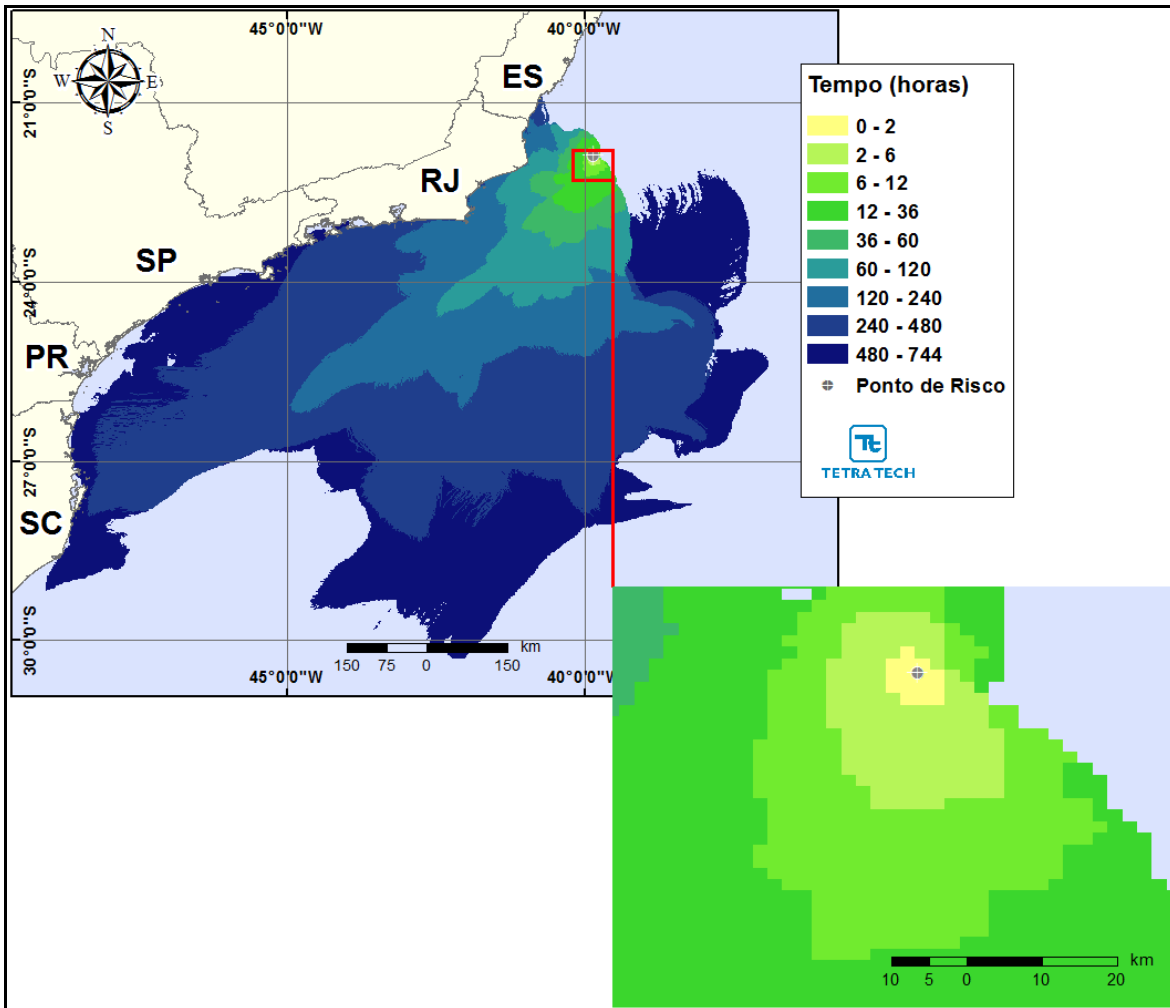 45°0'0"W
40°0'0"W
N
W
E
S
ES
21°0'0"S
RJ
SP
24°0'0"S
PR
27°0'0"S
SC
30°0'0"S
km
150 75 0 150
45°0'0"W
40°0'0"W
Tempo (horas)
0 - 2
2 - 6
6 - 12
12 - 36
36 - 60
60 - 120
120 - 240
240 - 480
480 - 744
Ponto de Risco
Tt
TETRA TECH
km
10 5 0 10 20